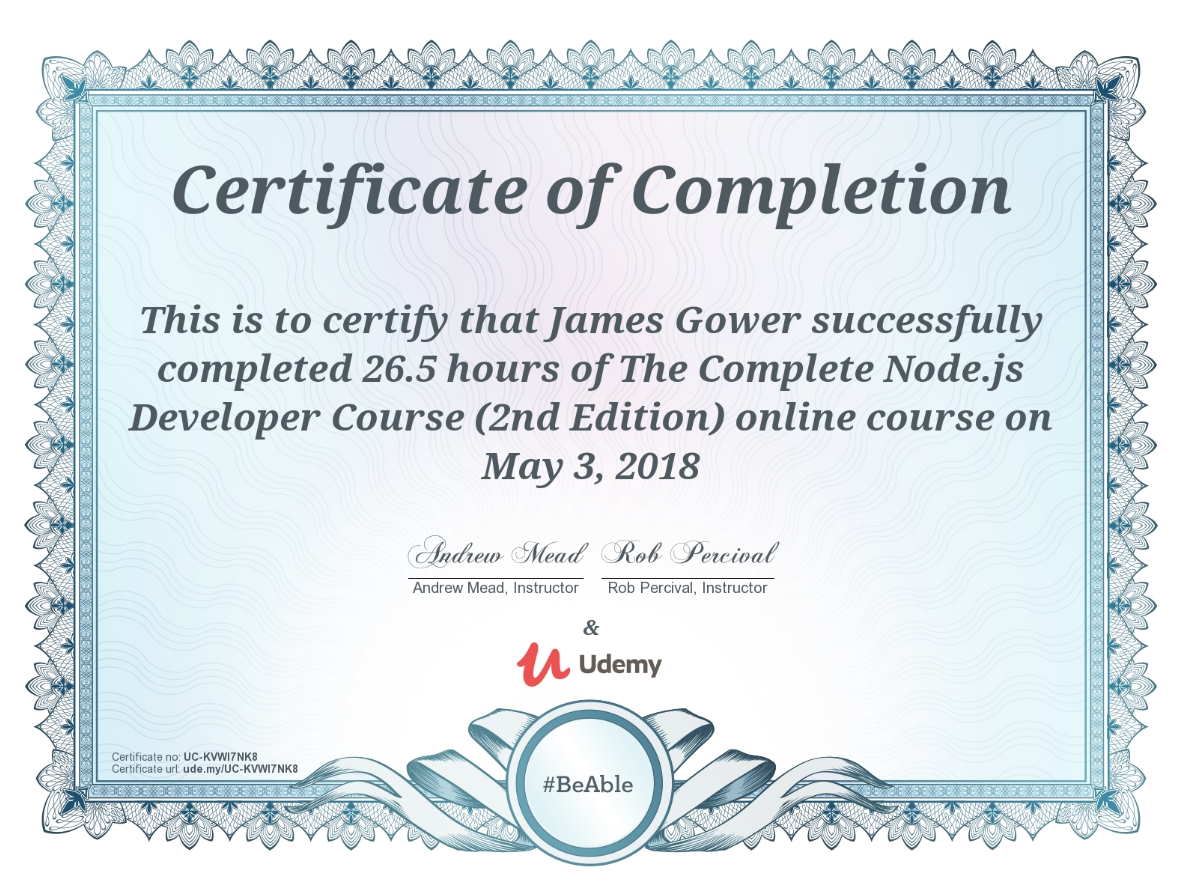 Certificate of Completion
This is to certify that James Gower successfully
completed 26.5 hours of The Complete Node.js
Developer Course (2nd Edition) online course on
May 3, 2018
Andrew Mead Rob Percival
Andrew Mead, Instructor Rob Percival, Instructor
&
Udemy
#BeAble
Certificate no: UC-KVWI7NK8
Certificate url: ude.my/UC-KVWI7NK8